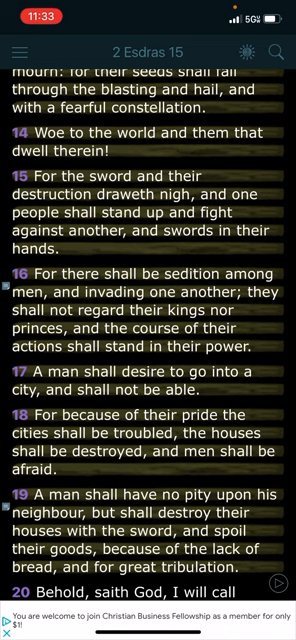 11:33
5G
2 Esdras 15
mourn: for their seeds shall fail
through the blasting and hail, and
with a fearful constellation.
14 Woe to the world and them that
dwell therein!
15 For the sword and their
destruction draweth nigh, and one
people shall stand up and fight
against another, and swords in their
hands.
16 For there shall be sedition among
men, and invading one another; they
shall not regard their kings nor
princes, and the course of their
actions shall stand in their power.
17 A man shall desire to go into a
city, and shall not be able.
18 For because of their pride the
cities shall be troubled, the houses
shall be destroyed, and men shall be
afraid.
19 A man shall have no pity upon his
neighbour, but shall destroy their
houses with the sword, and spoil
their goods, because of the lack of
bread, and for great tribulation.
20 Behold, saith God, I will call
You are welcome to join Christian Business Fellowship as a member for only
$1!